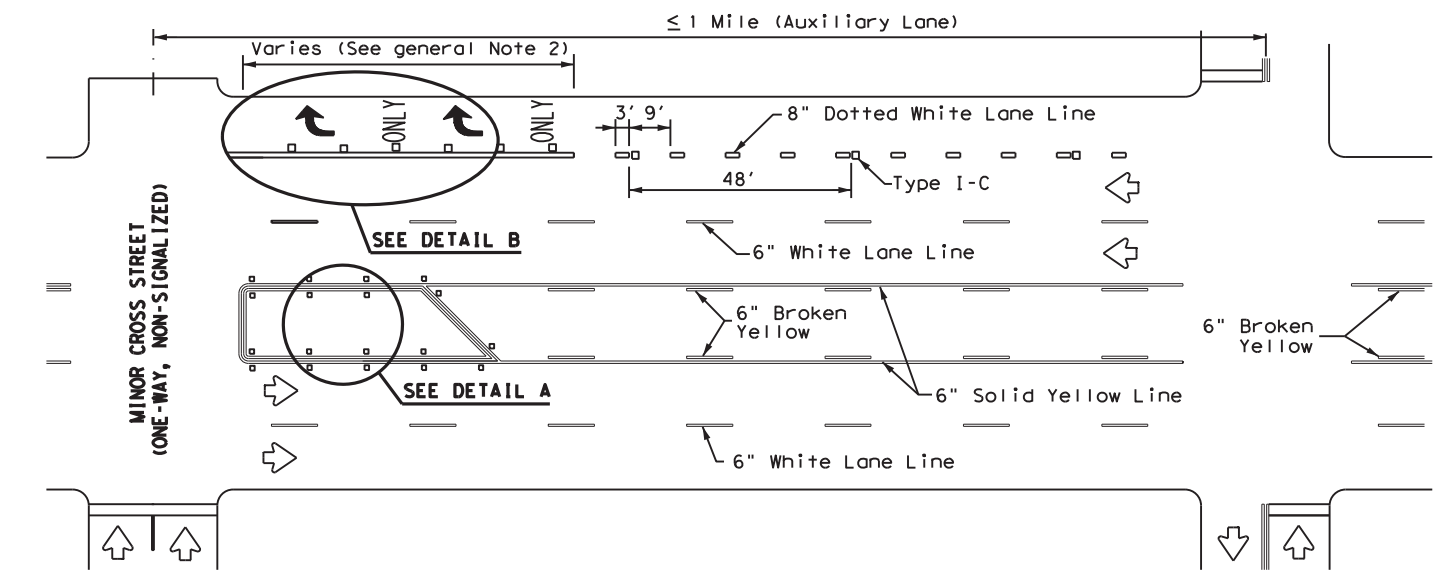 ≤ 1 Mile (Auxiliary Lane)
Varies (See general Note 2)
ONLY
ONLY
3' 9'
8" Dotted White Lane Line
48'
Type I-C
SEE DETAIL B
6" White Lane Line
MINOR CROSS STREET
(ONE-WAY, NON-SIGNALIZED)
6" Broken
Yellow
6" Broken
Yellow
SEE DETAIL A
6" Solid Yellow Line
6" White Lane Line